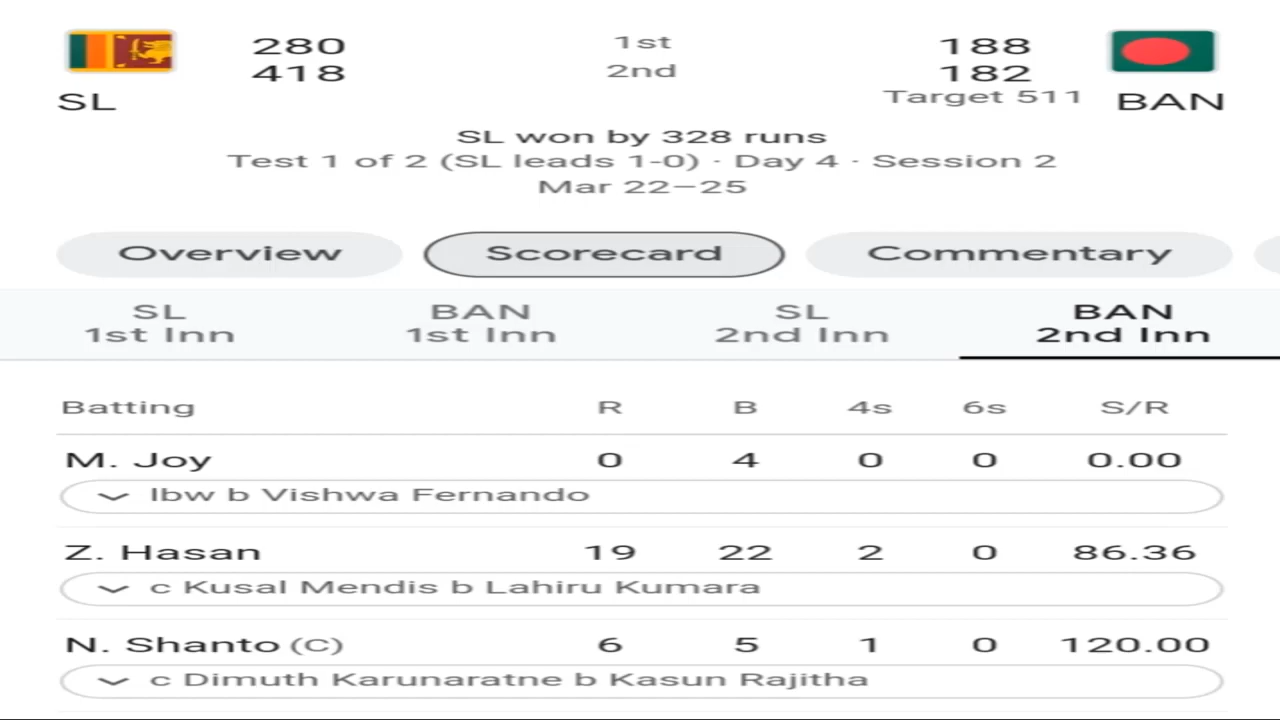 280 1st 188
418 2nd 182
SL Target 511 BAN
SL won by 328 runs
Test 1 of 2 (SL leads 1-0) · Day 4 · Session 2
Mar 22–25
Overview Scorecard Commentary
SL BAN SL BAN
1st Inn 1st Inn 2nd Inn 2nd Inn
Batting R B 4s 6s S/R
M. Joy 0 4 0 0 0.00
lbw b Vishwa Fernando
Z. Hasan 19 22 2 0 86.36
c Kusal Mendis b Lahiru Kumara
N. Shanto (C) 6 5 1 0 120.00
c Dimuth Karunaratne b Kasun Rajitha